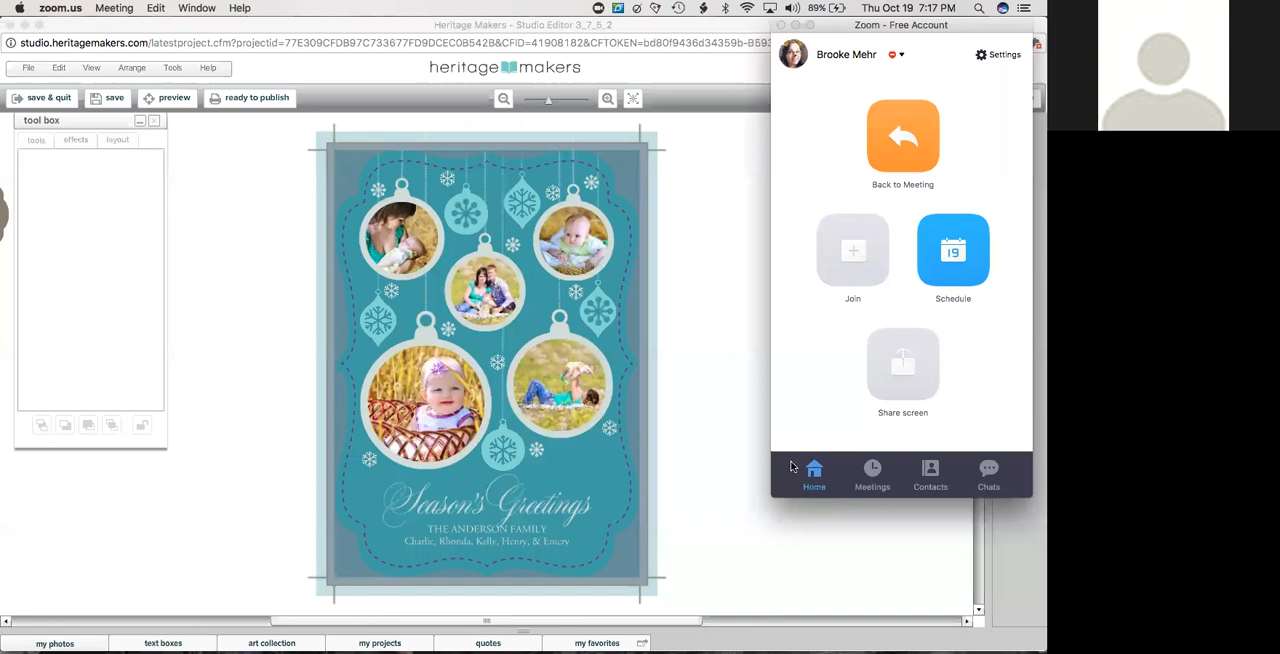 zoom.us Meeting Edit Window Help 89% Thu Oct 19 7:17 PM
Heritage Makers - Studio Editor 3_7_5_2
studio.heritagemakers.com/latestproject.cfm?projectid=77E309CFDB97C733677FD9DCEC0B542B&CFID=41908182&CFTOKEN=bd80f9436d34359b-B593
File Edit View Arrange Tools Help
heritage makers
save & quit save preview ready to publish
tool box
tools effects layout
Season's Greetings
THE ANDERSON FAMILY
Charlie, Rhonda, Kelly, Henry, & Emery
my photos text boxes art collection my projects quotes my favorites
Zoom - Free Account
Brooke Mehr Settings
Back to Meeting
19
Join Schedule
Share screen
Home Meetings Contacts Chats